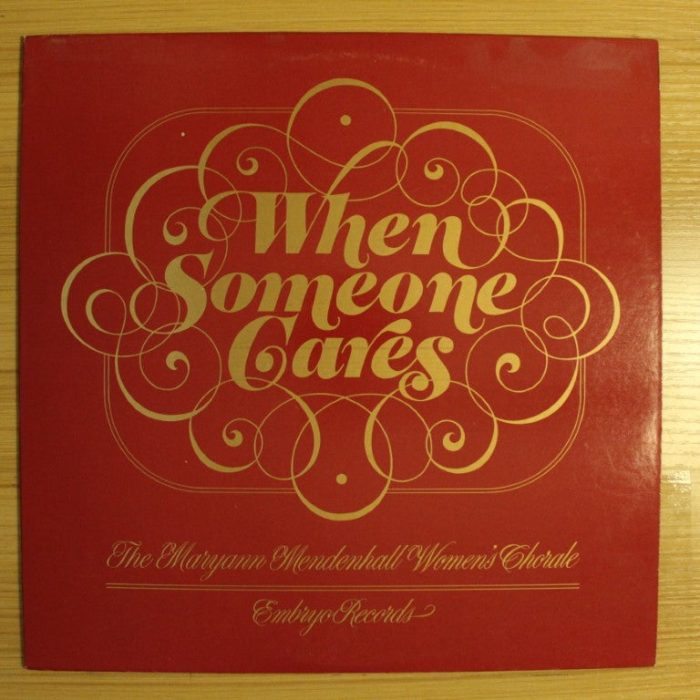 When
Someone
Cares
The Maryann Mendenhall Women's Chorale
Embryo Records